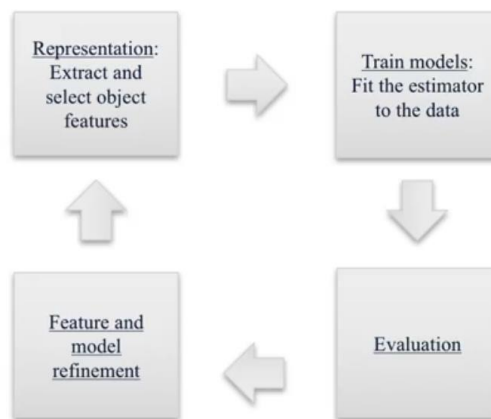 Representation:
Extract and
select object
features
Train models:
Fit the estimator
to the data
Feature and
model
refinement
Evaluation